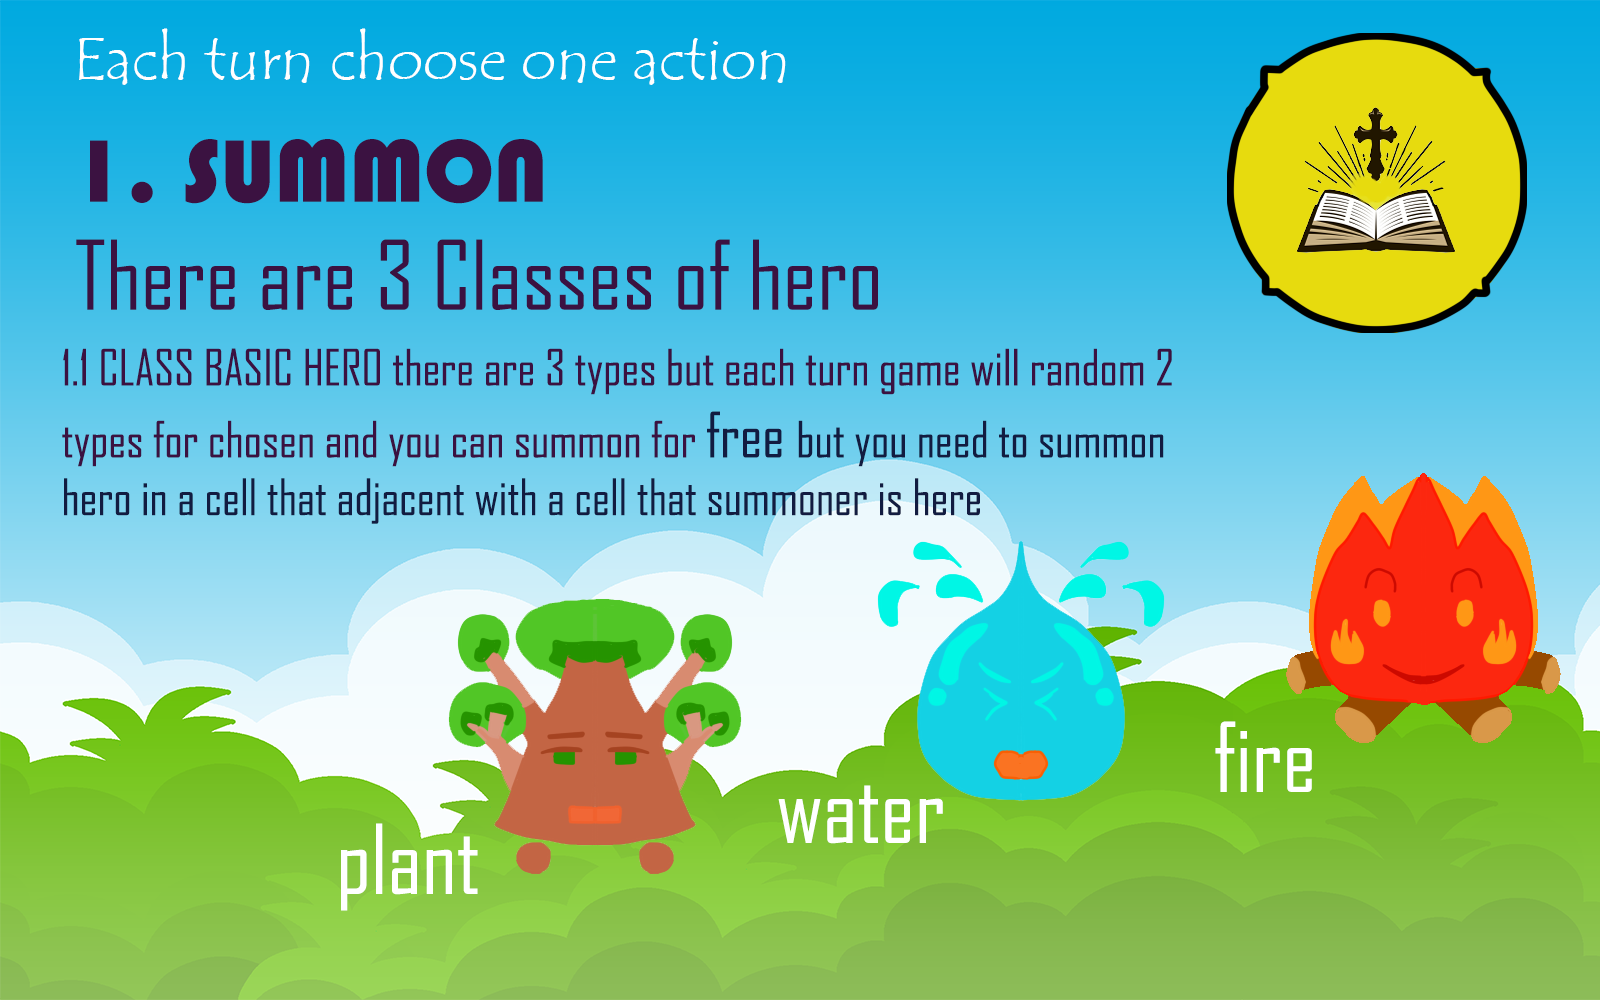 Each turn choose one action
1. SUMMON
There are 3 Classes of hero
1.1 CLASS BASIC HERO there are 3 types but each turn game will random 2
types for chosen and you can summon for free but you need to summon
hero in a cell that adjacent with a cell that summoner is here
fire
water
plant